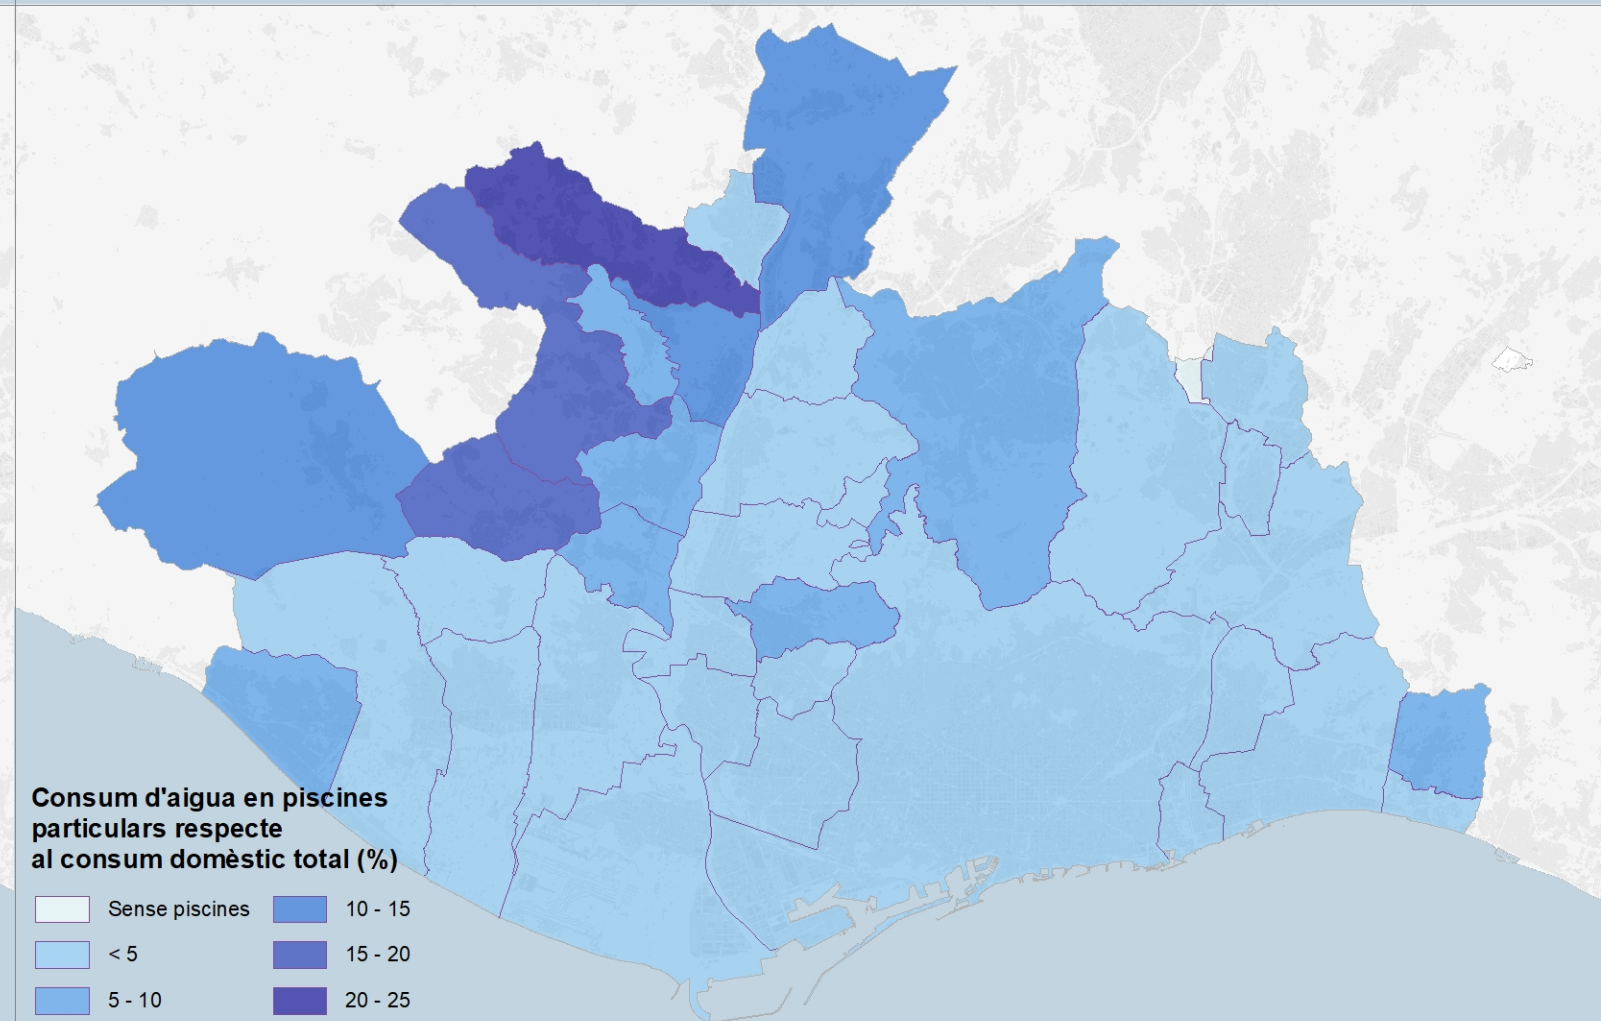 Consum d'aigua en piscines
particulars respecte
al consum domèstic total (%)
Sense piscines
< 5
5 - 10
10 - 15
15 - 20
20 - 25